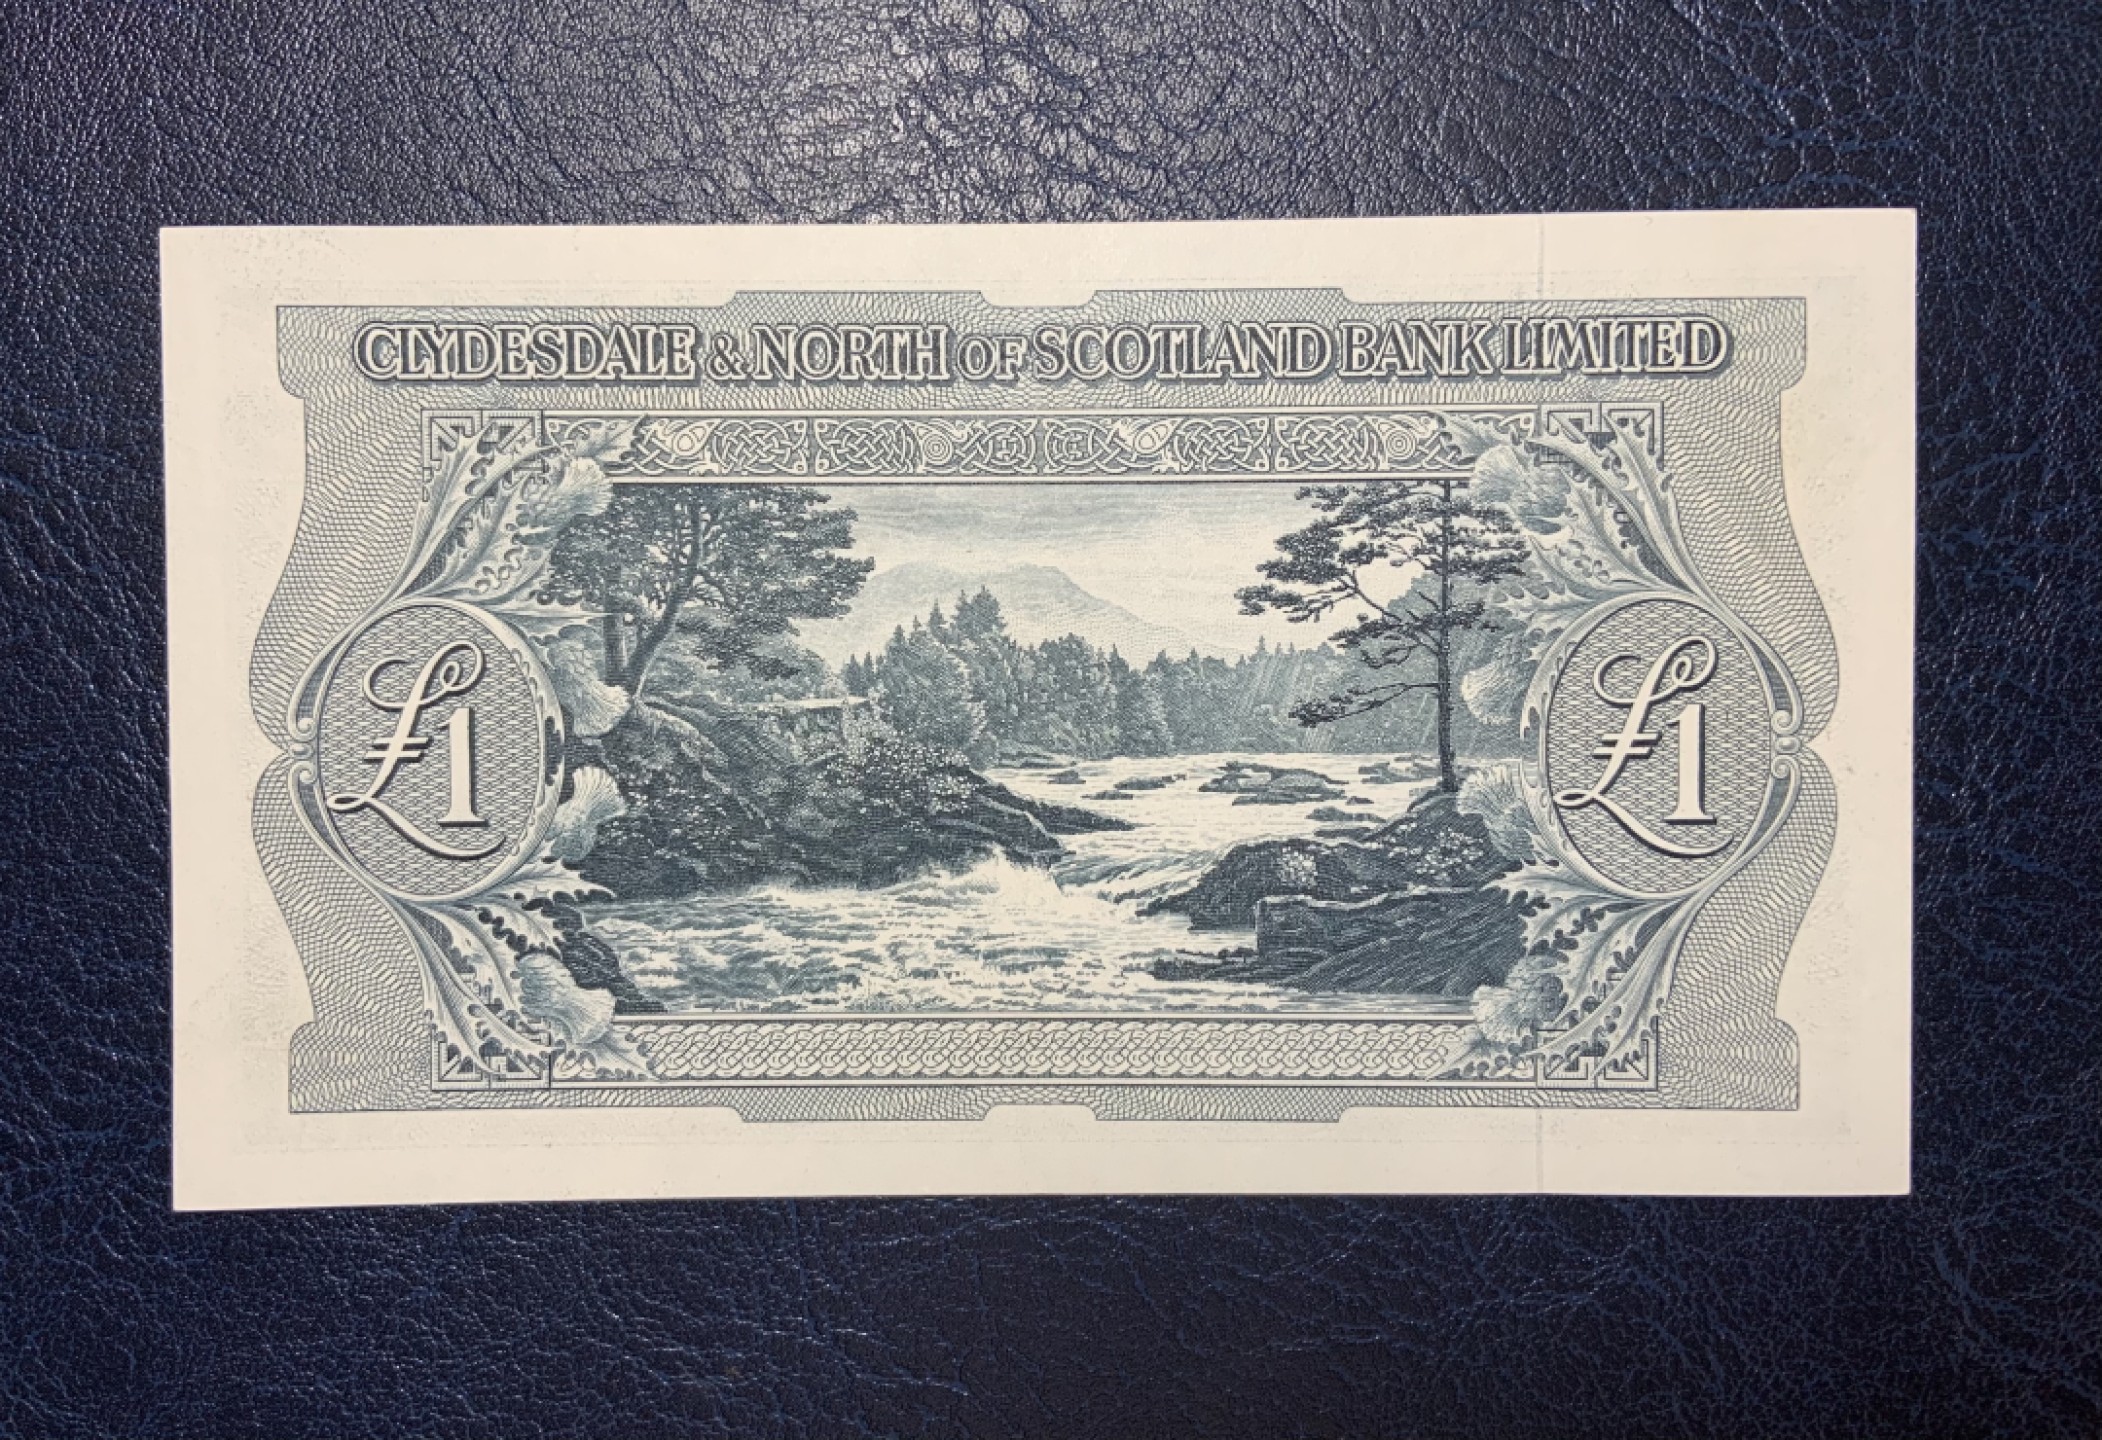 CLYDESDALE & NORTH OF SCOTLAND BANK LIMITED
£1
£1